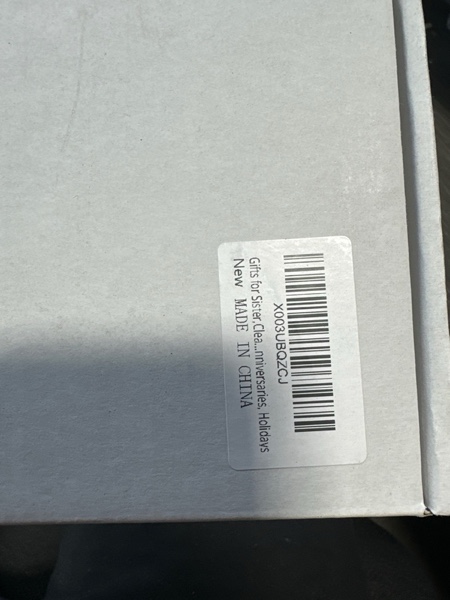 X003UBQZCJ
Gifts for Sister,Clea...nniversaries, Holidays
New MADE IN CHINA